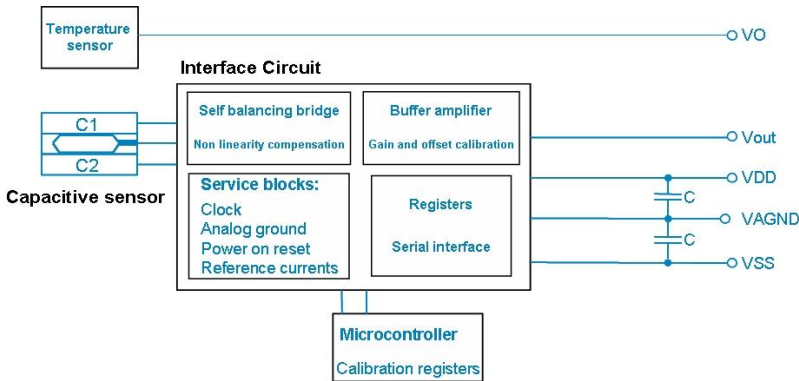 Temperature
sensor
VO
Interface Circuit
Self balancing bridge
Non linearity compensation
Buffer amplifier
Gain and offset calibration
C1
C2
Capacitive sensor
Vout
Service blocks:
Clock
Analog ground
Power on reset
Reference currents
Registers
Serial interface
VDD
C
VAGND
C
VSS
Microcontroller
Calibration registers